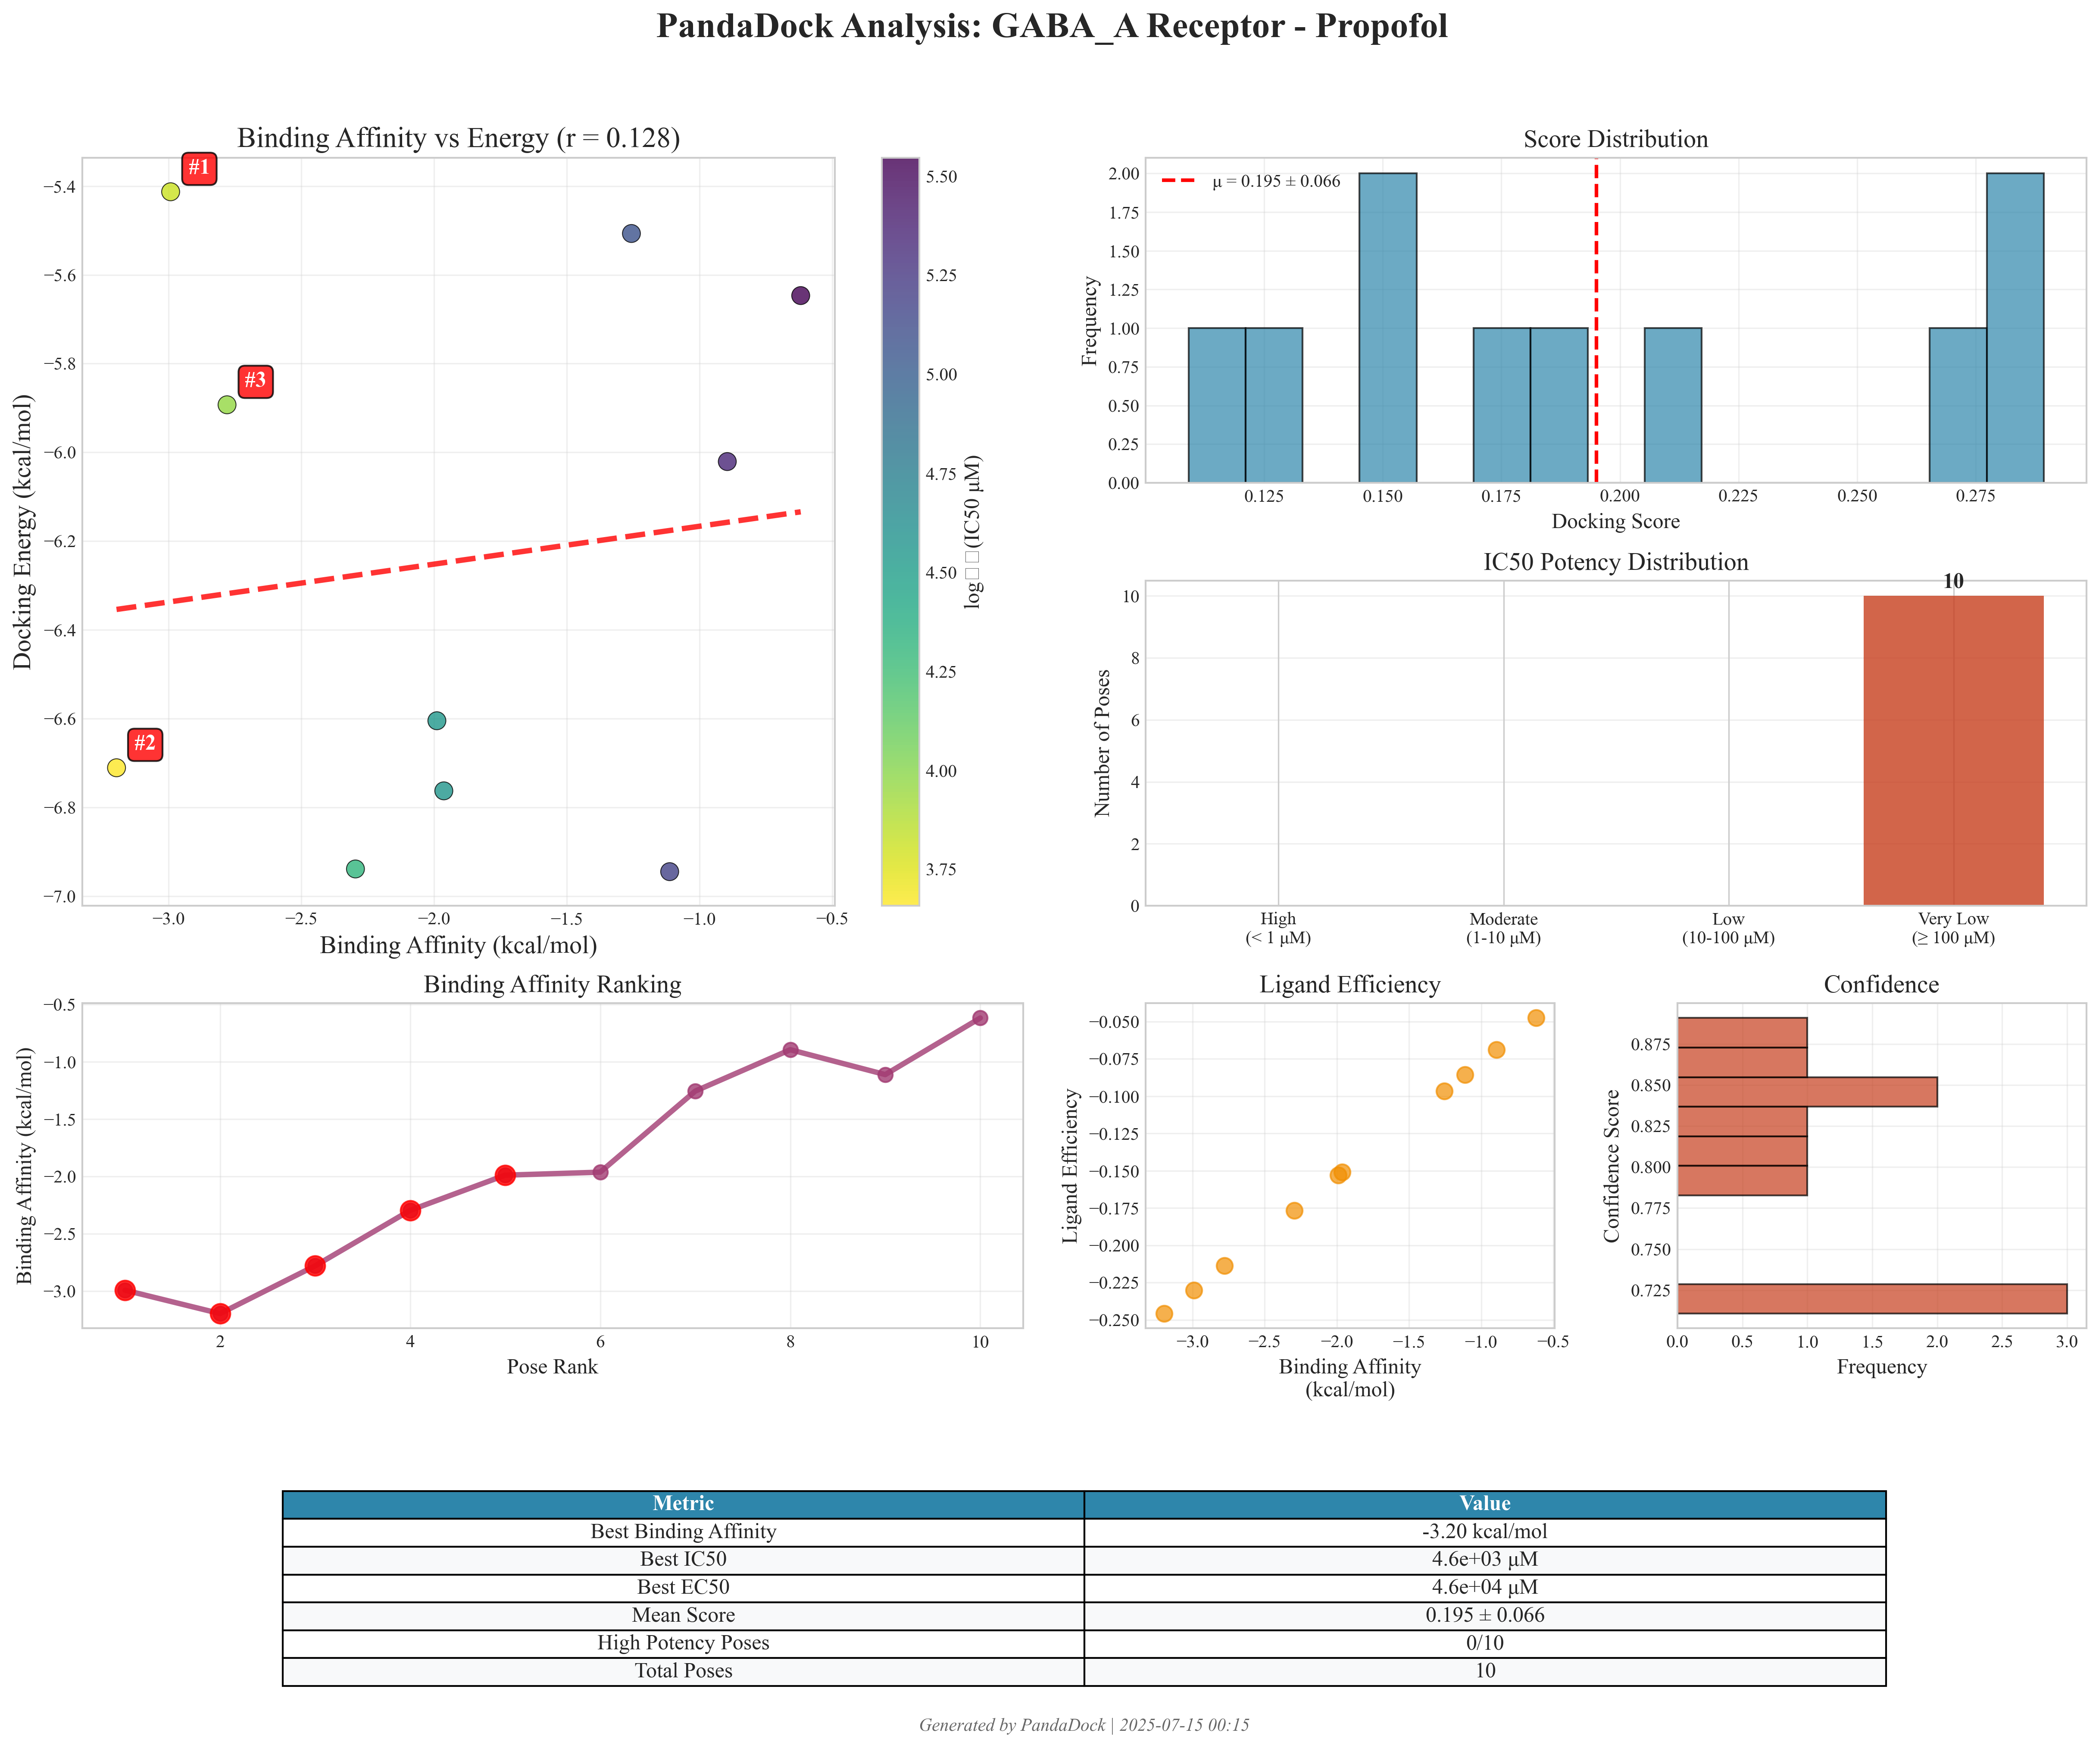 PandaDock Analysis: GABA_A Receptor - Propofol
Binding Affinity vs Energy (r = 0.128)
#1
#3
#2
−5.4
−5.6
−5.8
−6.0
−6.2
−6.4
−6.6
−6.8
−7.0
Docking Energy (kcal/mol)
−3.0
−2.5
−2.0
−1.5
−1.0
−0.5
Binding Affinity (kcal/mol)
5.50
5.25
5.00
4.75
4.50
4.25
4.00
3.75
log□□(IC50 μM)
Score Distribution
μ = 0.195 ± 0.066
2.00
1.75
1.50
1.25
1.00
0.75
0.50
0.25
0.00
Frequency
0.125
0.150
0.175
0.200
0.225
0.250
0.275
Docking Score
IC50 Potency Distribution
10
10
8
6
4
2
0
Number of Poses
High
(< 1 μM)
Moderate
(1-10 μM)
Low
(10-100 μM)
Very Low
(≥ 100 μM)
Binding Affinity Ranking
−0.5
−1.0
−1.5
−2.0
−2.5
−3.0
Binding Affinity (kcal/mol)
2
4
6
8
10
Pose Rank
Ligand Efficiency
−0.050
−0.075
−0.100
−0.125
−0.150
−0.175
−0.200
−0.225
−0.250
Ligand Efficiency
−3.0
−2.5
−2.0
−1.5
−1.0
−0.5
Binding Affinity
(kcal/mol)
Confidence
0.875
0.850
0.825
0.800
0.775
0.750
0.725
Confidence Score
0.0
0.5
1.0
1.5
2.0
2.5
3.0
Frequency
Metric Value
Best Binding Affinity -3.20 kcal/mol
Best IC50 4.6e+03 μM
Best EC50 4.6e+04 μM
Mean Score 0.195 ± 0.066
High Potency Poses 0/10
Total Poses 10
Generated by PandaDock | 2025-07-15 00:15